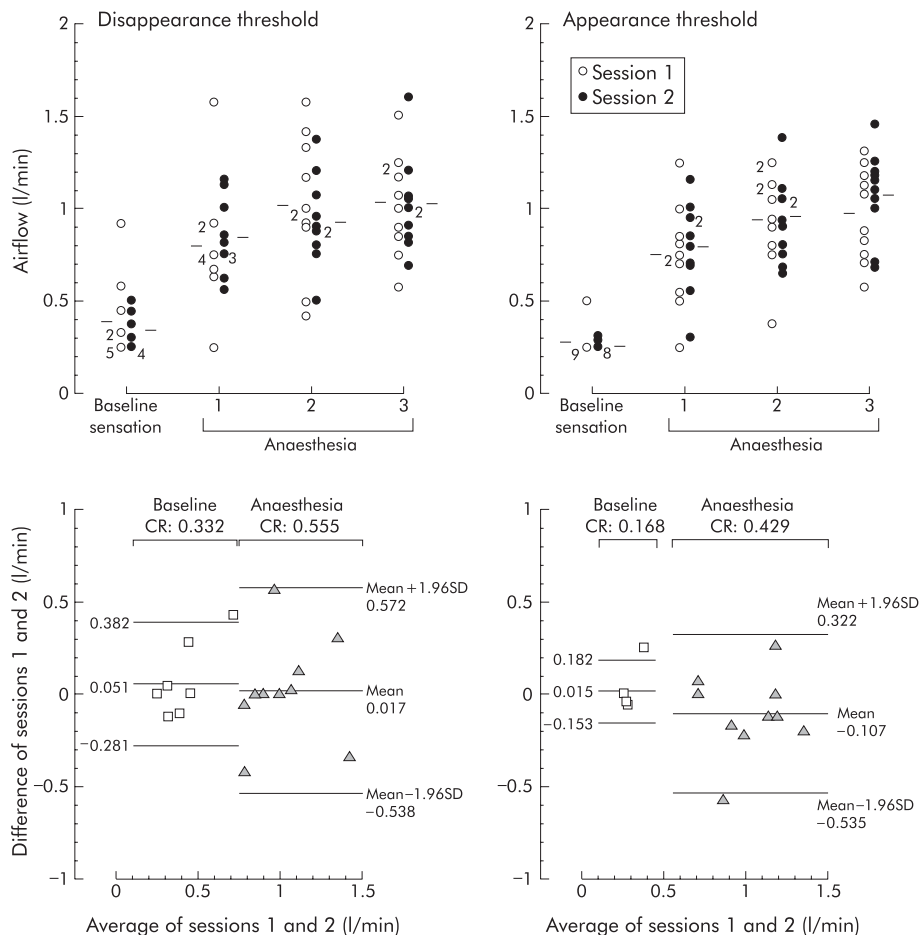 Disappearance threshold
Airflow (l/min)
2
1.5
1
0.5
0
2
4
5
2
4
3
2
2
2
2
Baseline
sensation
1
2
3
Anaesthesia
Appearance threshold
Session 1
Session 2
2
1.5
1
0.5
0
9
8
2
2
2
2
2
Baseline
sensation
1
2
3
Anaesthesia
Difference of sessions 1 and 2 (l/min)
1
0.5
0
−0.5
−1
Baseline
CR: 0.332
Anaesthesia
CR: 0.555
0.382
0.051
−0.281
Mean+1.96SD
0.572
Mean
0.017
Mean−1.96SD
−0.538
0
0.5
1
1.5
Average of sessions 1 and 2 (l/min)
1
0.5
0
−0.5
−1
Baseline
CR: 0.168
Anaesthesia
CR: 0.429
0.182
0.015
−0.153
Mean+1.96SD
0.322
Mean
−0.107
Mean−1.96SD
−0.535
0
0.5
1
1.5
Average of sessions 1 and 2 (l/min)